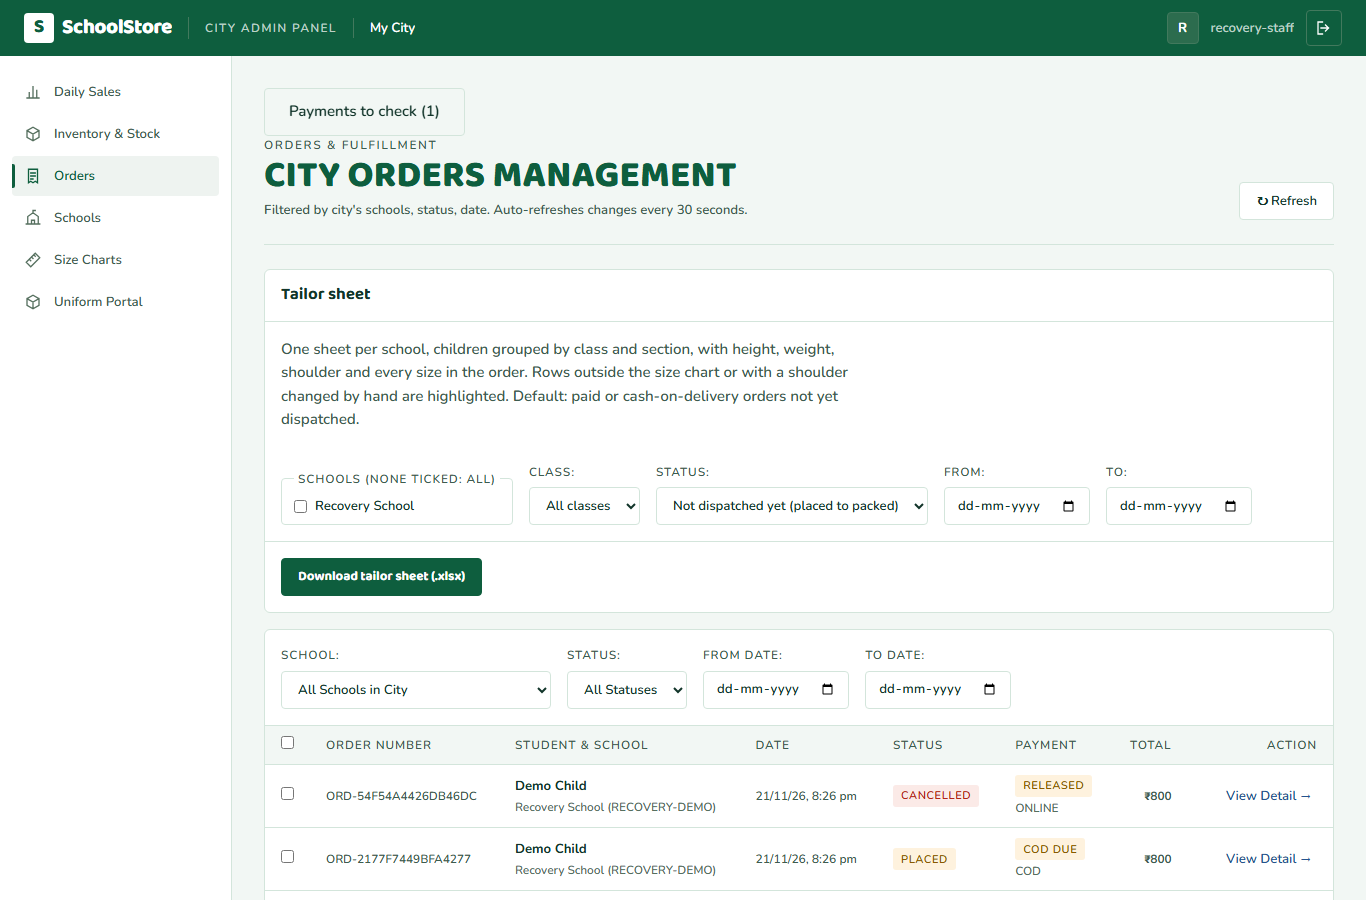 S SchoolStore CITY ADMIN PANEL My City R recovery-staff
Daily Sales
Inventory & Stock
Orders
Schools
Size Charts
Uniform Portal
Payments to check (1)
ORDERS & FULFILLMENT
CITY ORDERS MANAGEMENT
Filtered by city's schools, status, date. Auto-refreshes changes every 30 seconds.
↻ Refresh
Tailor sheet
One sheet per school, children grouped by class and section, with height, weight,
shoulder and every size in the order. Rows outside the size chart or with a shoulder
changed by hand are highlighted. Default: paid or cash-on-delivery orders not yet
dispatched.
SCHOOLS (NONE TICKED: ALL) CLASS: STATUS: FROM: TO:
Recovery School All classes Not dispatched yet (placed to packed) dd-mm-yyyy dd-mm-yyyy
Download tailor sheet (.xlsx)
SCHOOL: STATUS: FROM DATE: TO DATE:
All Schools in City All Statuses dd-mm-yyyy dd-mm-yyyy
ORDER NUMBER STUDENT & SCHOOL DATE STATUS PAYMENT TOTAL ACTION
ORD-54F54A4426DB46DC Demo Child 21/11/26, 8:26 pm CANCELLED RELEASED ₹800 View Detail →
Recovery School (RECOVERY-DEMO) ONLINE
ORD-2177F7449BFA4277 Demo Child 21/11/26, 8:26 pm PLACED COD DUE ₹800 View Detail →
Recovery School (RECOVERY-DEMO) COD